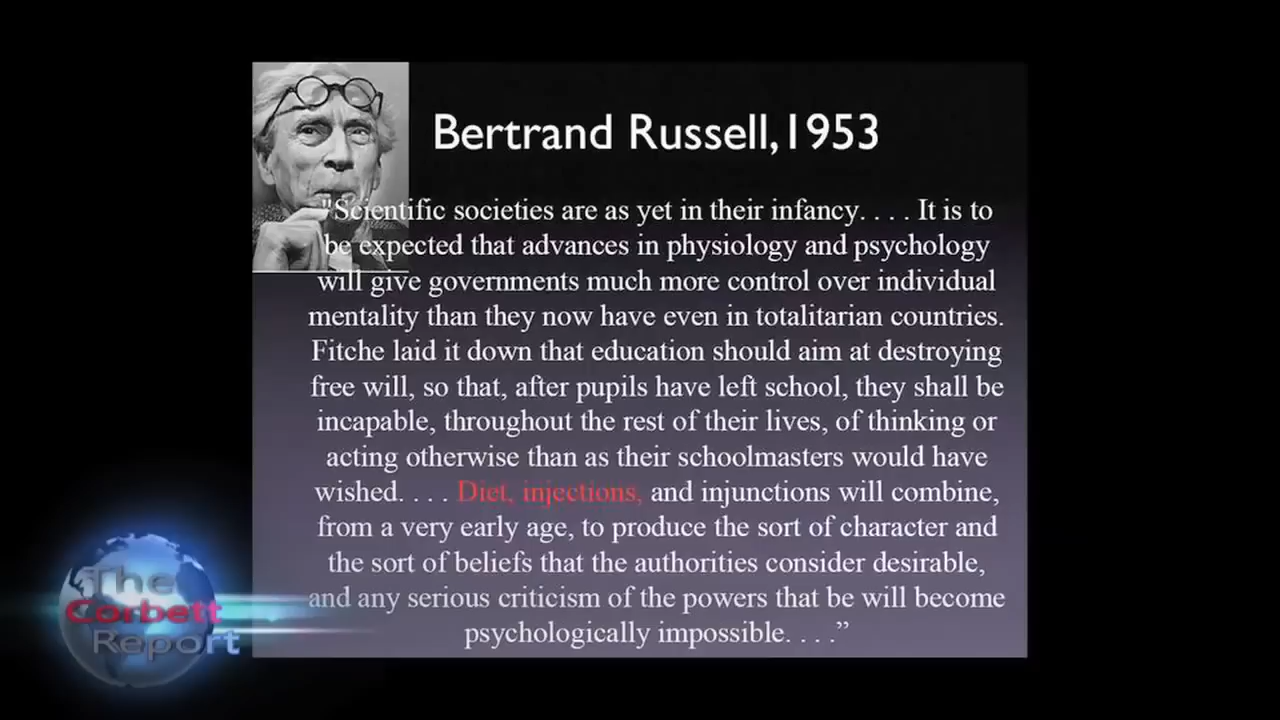 Bertrand Russell, 1953
"Scientific societies are as yet in their infancy. . . . It is to
be expected that advances in physiology and psychology
will give governments much more control over individual
mentality than they now have even in totalitarian countries.
Fitche laid it down that education should aim at destroying
free will, so that, after pupils have left school, they shall be
incapable, throughout the rest of their lives, of thinking or
acting otherwise than as their schoolmasters would have
wished. . . . Diet, injections, and injunctions will combine,
from a very early age, to produce the sort of character and
the sort of beliefs that the authorities consider desirable,
and any serious criticism of the powers that be will become
psychologically impossible. . . .”
The
Corbett
Report